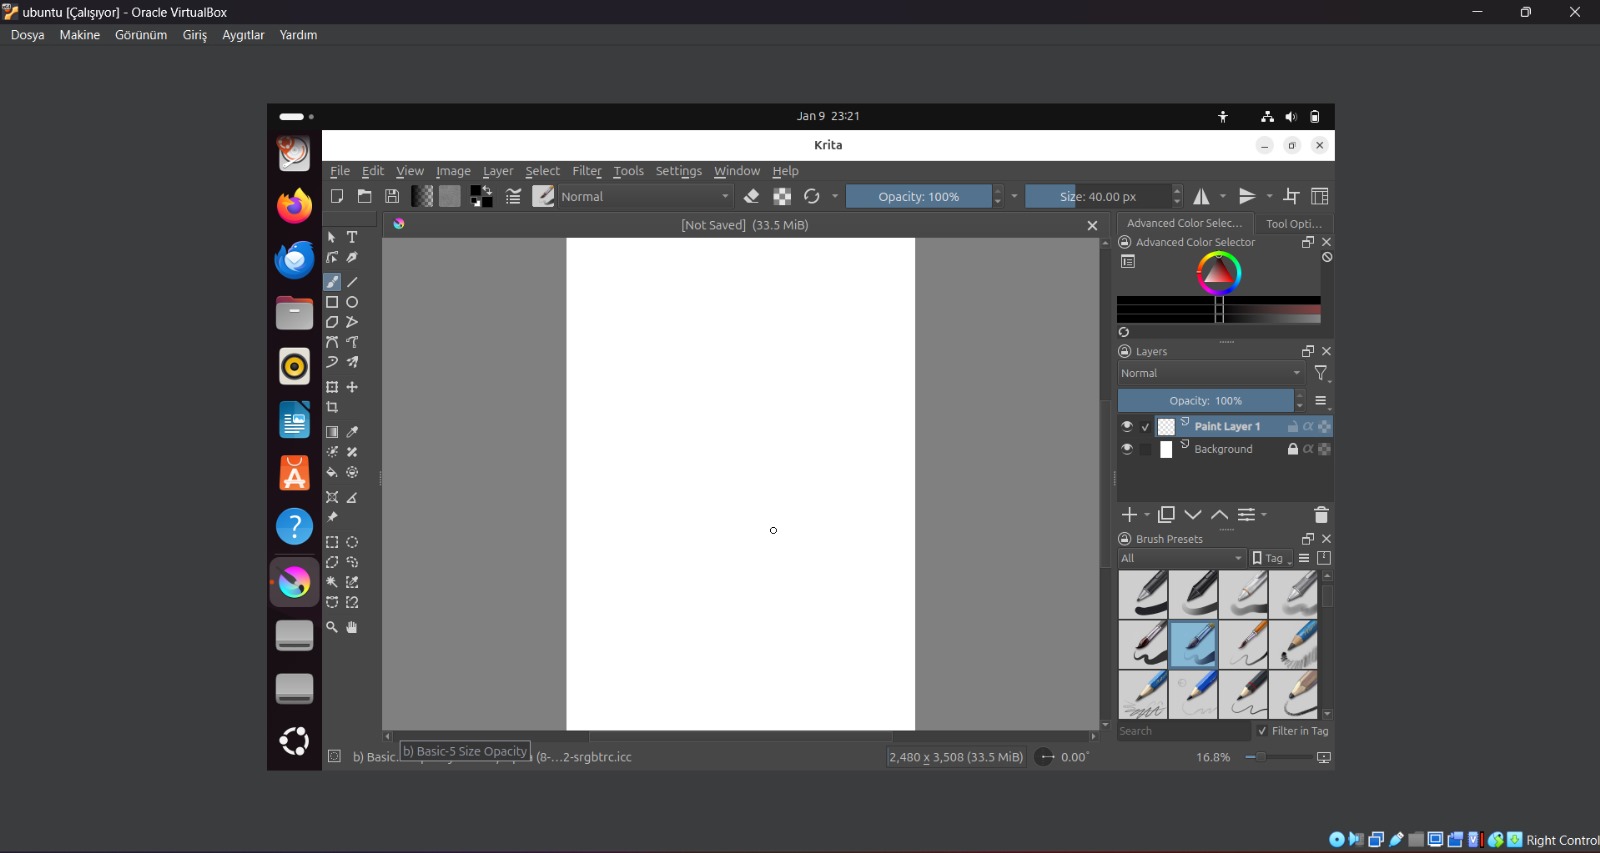 ubuntu [Çalışıyor] - Oracle VirtualBox
Dosya Makine Görünüm Giriş Aygıtlar Yardım
Jan 9 23:21
Krita
File Edit View Image Layer Select Filter Tools Settings Window Help
Normal Opacity: 100% Size: 40.00 px
[Not Saved] (33.5 MiB)
Advanced Color Selec... Tool Opti...
Advanced Color Selector
Layers
Normal
Opacity: 100%
Paint Layer 1
Background
Brush Presets
All Tag
Search Filter in Tag
b) Basic-5 Size Opacity
b) Basic. (8-...2-srgbtrc.icc 2,480 x 3,508 (33.5 MiB) 0.00° 16.8%
Right Control